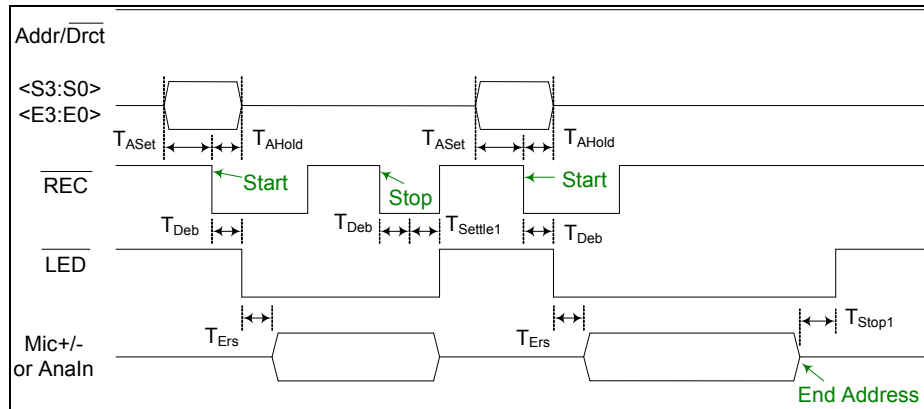 Addr/Drct
<S3:S0>
<E3:E0>
TASet
TAHold
TASet
TAHold
REC
Start
Stop
Start
TDeb
TDeb
TSettle1
TDeb
LED
TErs
TErs
TStop1
Mic+/-
or AnaIn
End Address